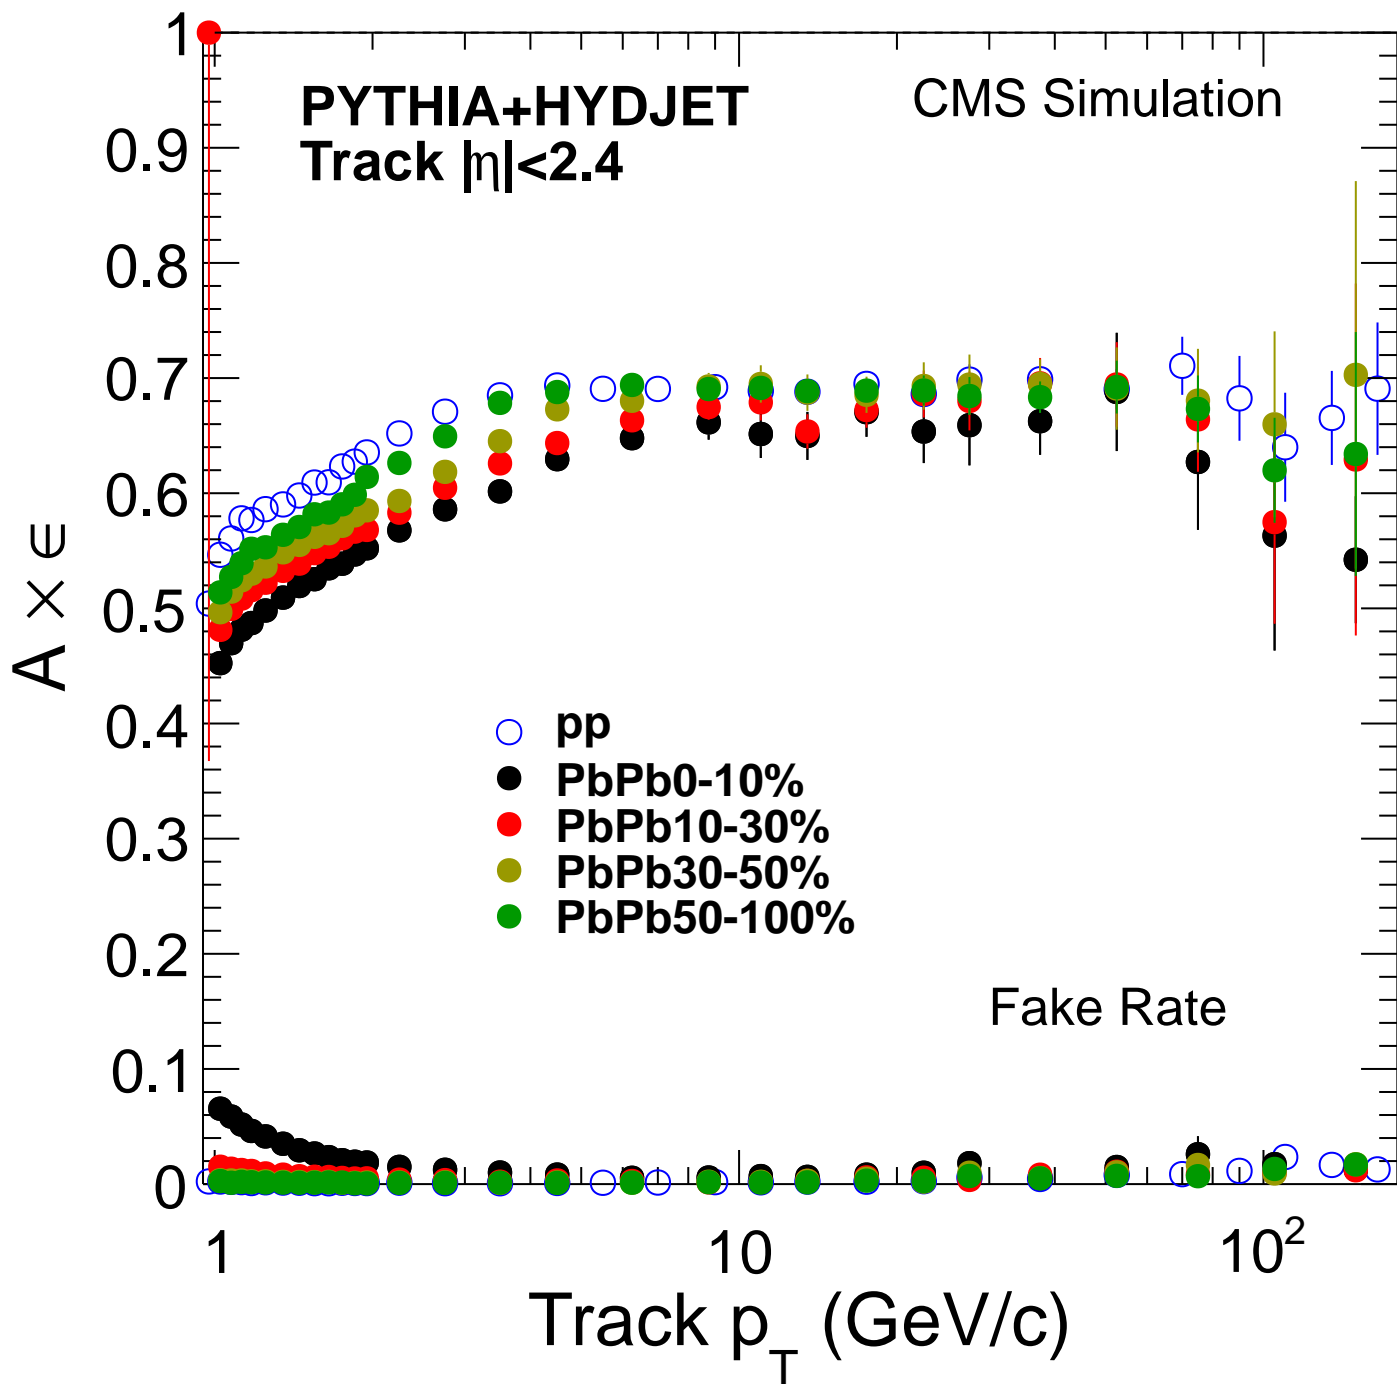 PYTHIA+HYDJET
Track |η|<2.4
CMS Simulation
1
0.9
0.8
0.7
0.6
0.5
0.4
0.3
0.2
0.1
0
A × ∈
pp
PbPb0-10%
PbPb10-30%
PbPb30-50%
PbPb50-100%
Fake Rate
1 10 10²
Track p_T (GeV/c)